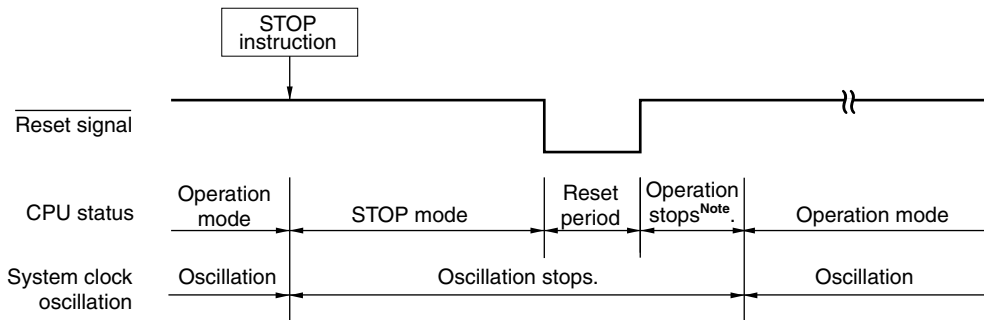 STOP
instruction
Reset signal
CPU status
Operation
mode
STOP mode
Reset
period
Operation
stopsNote.
Operation mode
System clock
oscillation
Oscillation
Oscillation stops.
Oscillation